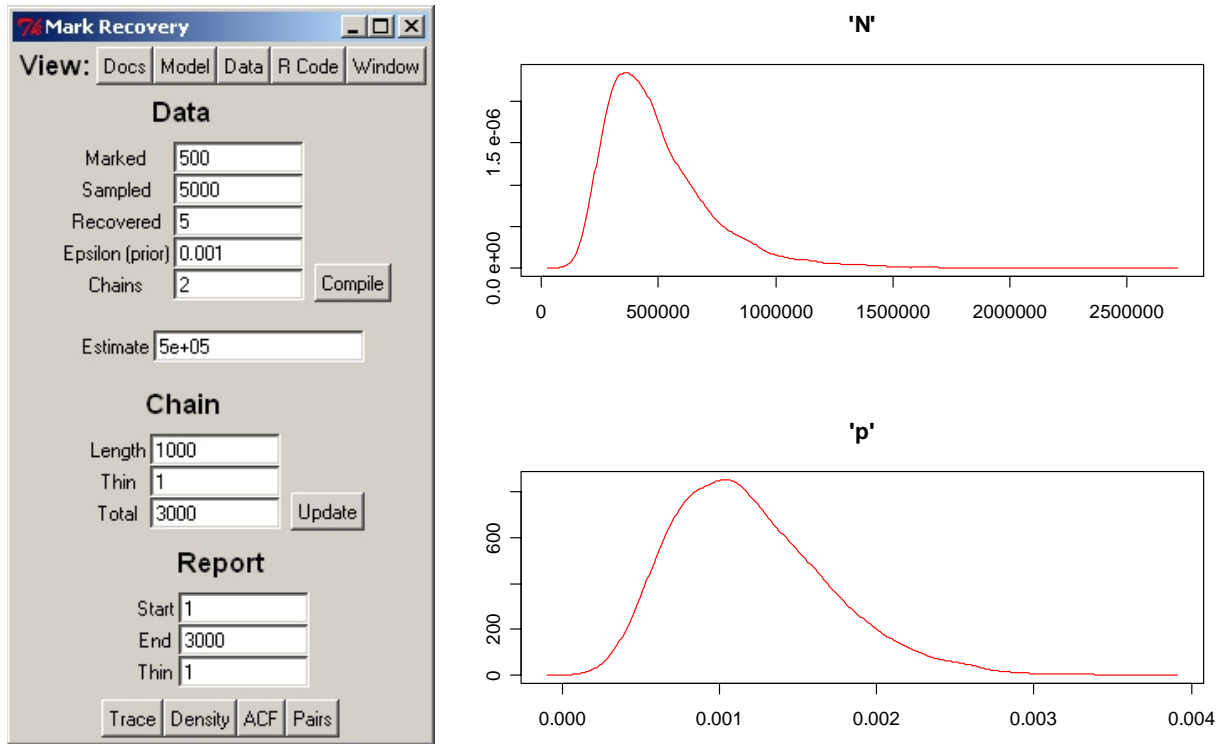 Mark Recovery
View: Docs Model Data R Code Window
Data
Marked 500
Sampled 5000
Recovered 5
Epsilon (prior) 0.001
Chains 2 Compile
Estimate 5e+05
Chain
Length 1000
Thin 1
Total 3000 Update
Report
Start 1
End 3000
Thin 1
Trace Density ACF Pairs
'N'
1.5 e-06
0.0 e+00
0 500000 1000000 1500000 2000000 2500000
'p'
600
200
0
0.000 0.001 0.002 0.003 0.004